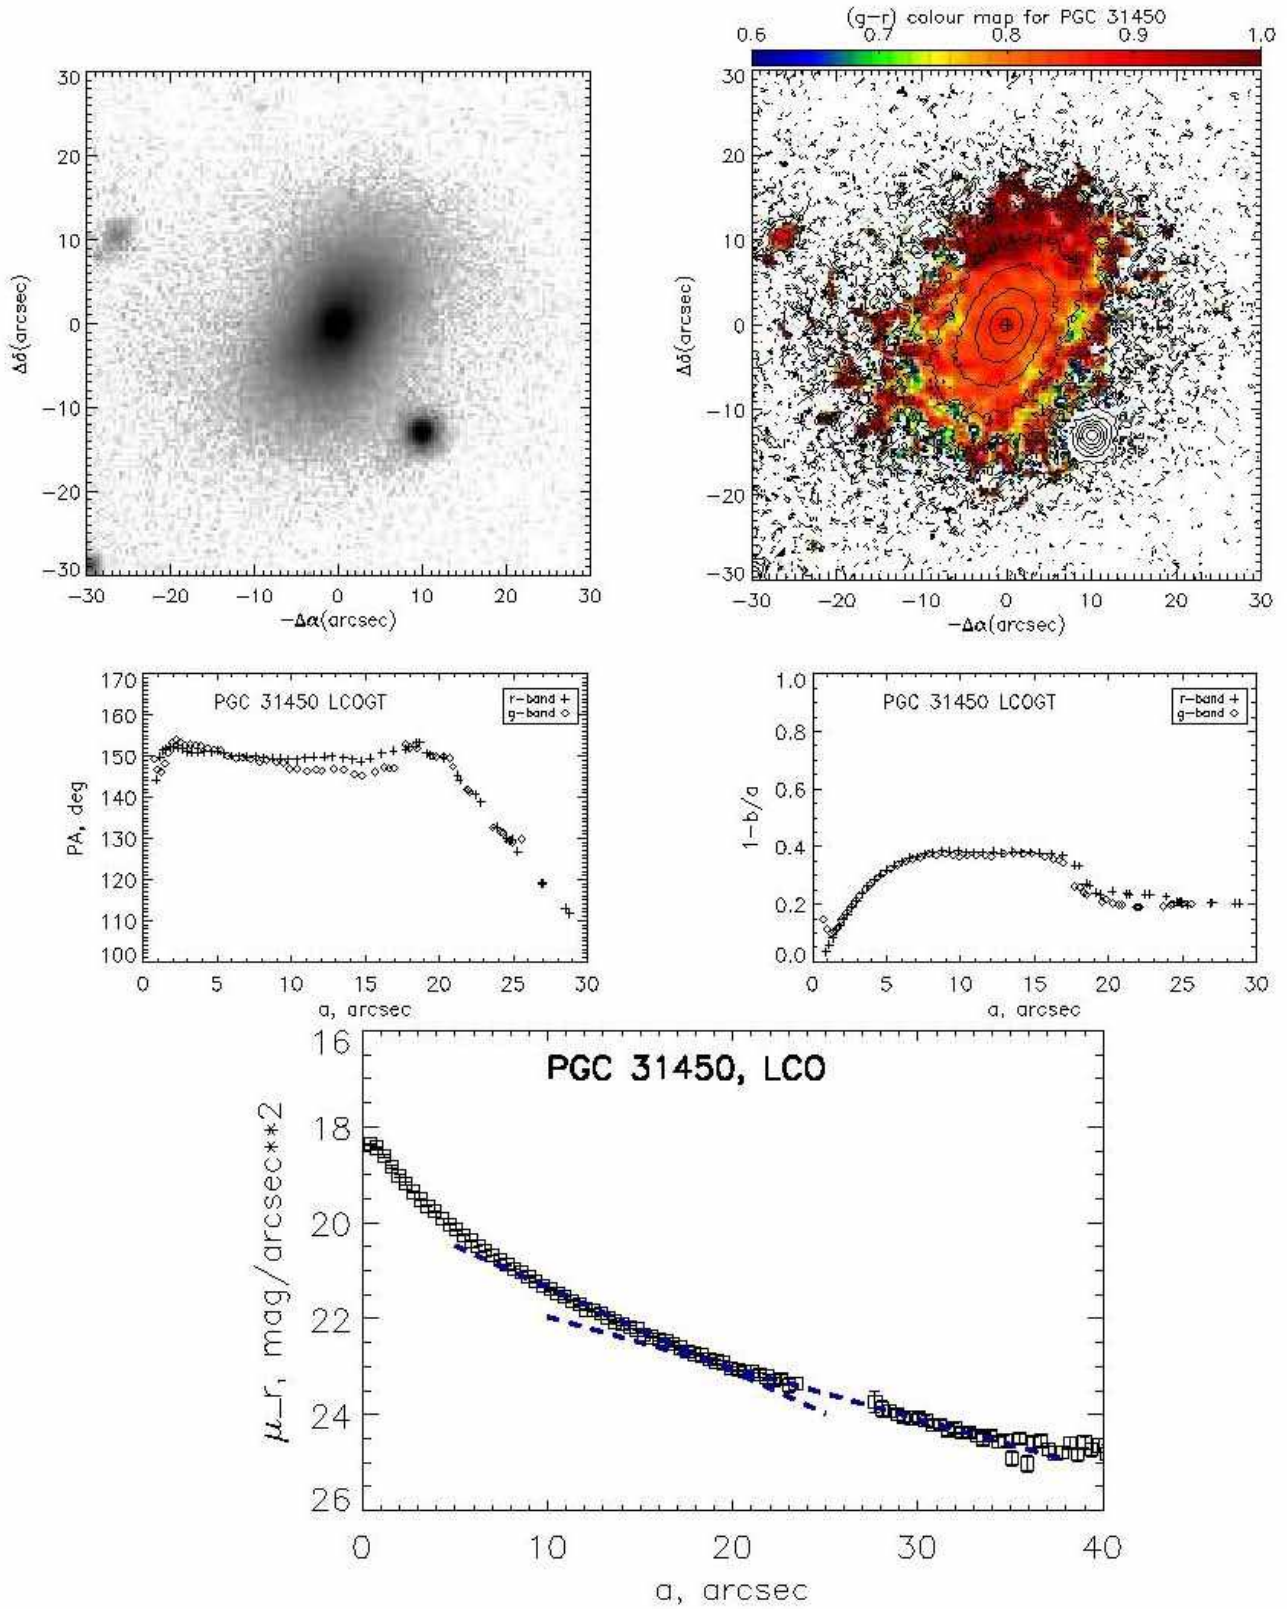 (g−r) colour map for PGC 31450
0.6 0.7 0.8 0.9 1.0
30
20
10
0
−10
−20
−30
Δδ(arcsec)
−30 −20 −10 0 10 20 30
−Δα(arcsec)
30
20
10
0
−10
−20
−30
Δδ(arcsec)
−30 −20 −10 0 10 20 30
−Δα(arcsec)
PGC 31450 LCOGT
r−band +
g−band ◇
170
160
150
140
130
120
110
100
PA, deg
0 5 10 15 20 25 30
a, arcsec
PGC 31450 LCOGT
r−band +
g−band ◇
1.0
0.8
0.6
0.4
0.2
0.0
1−b/a
0 5 10 15 20 25 30
a, arcsec
PGC 31450, LCO
16
18
20
22
24
26
μ_r, mag/arcsec**2
0 10 20 30 40
a, arcsec